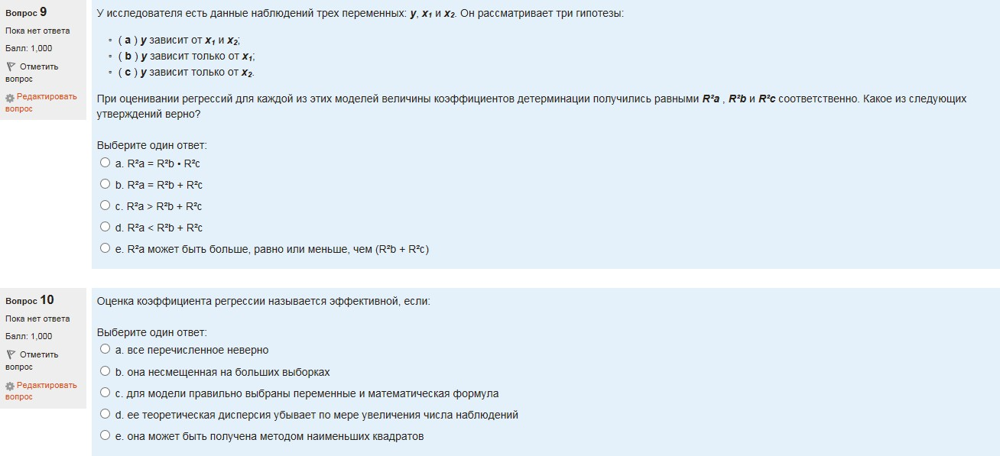 Вопрос 9
Пока нет ответа
Балл: 1,000
Отметить
вопрос
Редактировать
вопрос
У исследователя есть данные наблюдений трех переменных: y, x₁ и x₂. Он рассматривает три гипотезы:
( a ) y зависит от x₁ и x₂;
( b ) y зависит только от x₁;
( c ) y зависит только от x₂.
При оценивании регрессий для каждой из этих моделей величины коэффициентов детерминации получились равными R²a , R²b и R²c соответственно. Какое из следующих
утверждений верно?
Выберите один ответ:
a. R²a = R²b • R²c
b. R²a = R²b + R²c
c. R²a > R²b + R²c
d. R²a < R²b + R²c
e. R²a может быть больше, равно или меньше, чем (R²b + R²c)
Вопрос 10
Пока нет ответа
Балл: 1,000
Отметить
вопрос
Редактировать
вопрос
Оценка коэффициента регрессии называется эффективной, если:
Выберите один ответ:
a. все перечисленное неверно
b. она несмещенная на больших выборках
c. для модели правильно выбраны переменные и математическая формула
d. ее теоретическая дисперсия убывает по мере увеличения числа наблюдений
e. она может быть получена методом наименьших квадратов